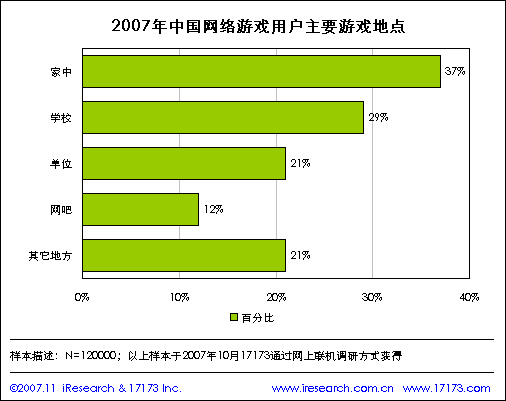 2007年中国网络游戏用户主要游戏地点
家中 37%
学校 29%
单位 21%
网吧 12%
其它地方 21%
0% 10% 20% 30% 40%
百分比
样本描述：N=120000；以上样本于2007年10月17173通过网上联机调研方式获得
©2007.11 iResearch & 17173 Inc. www.iresearch.com.cn www.17173.com